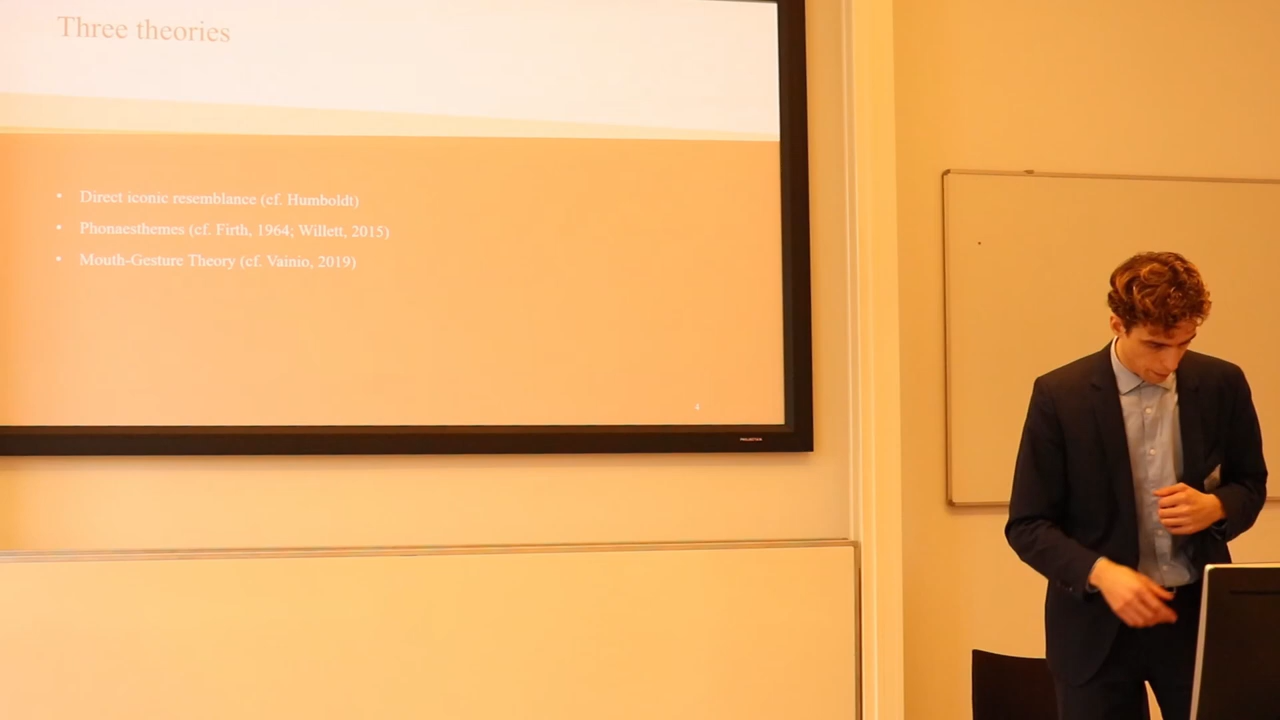 Three theories
• Direct iconic resemblance (cf. Humboldt)
• Phonaesthemes (cf. Firth, 1964; Willett, 2015)
• Mouth-Gesture Theory (cf. Vainio, 2019)
4